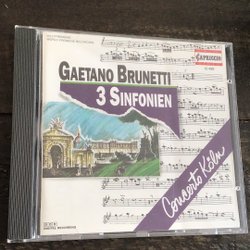 CAPRICCIO
GAETANO BRUNETTI
3 SINFONIEN
Concerto Köln